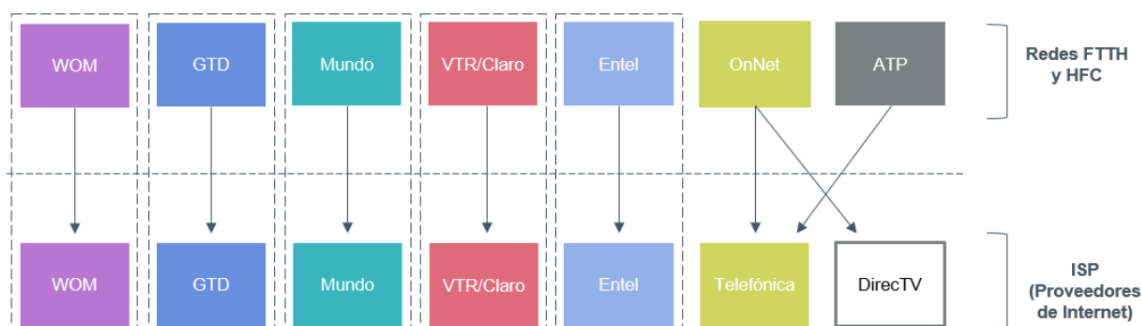 WOM
GTD
Mundo
VTR/Claro
Entel
OnNet
ATP
Redes FTTH
y HFC
WOM
GTD
Mundo
VTR/Claro
Entel
Telefónica
DirecTV
ISP
(Proveedores
de Internet)